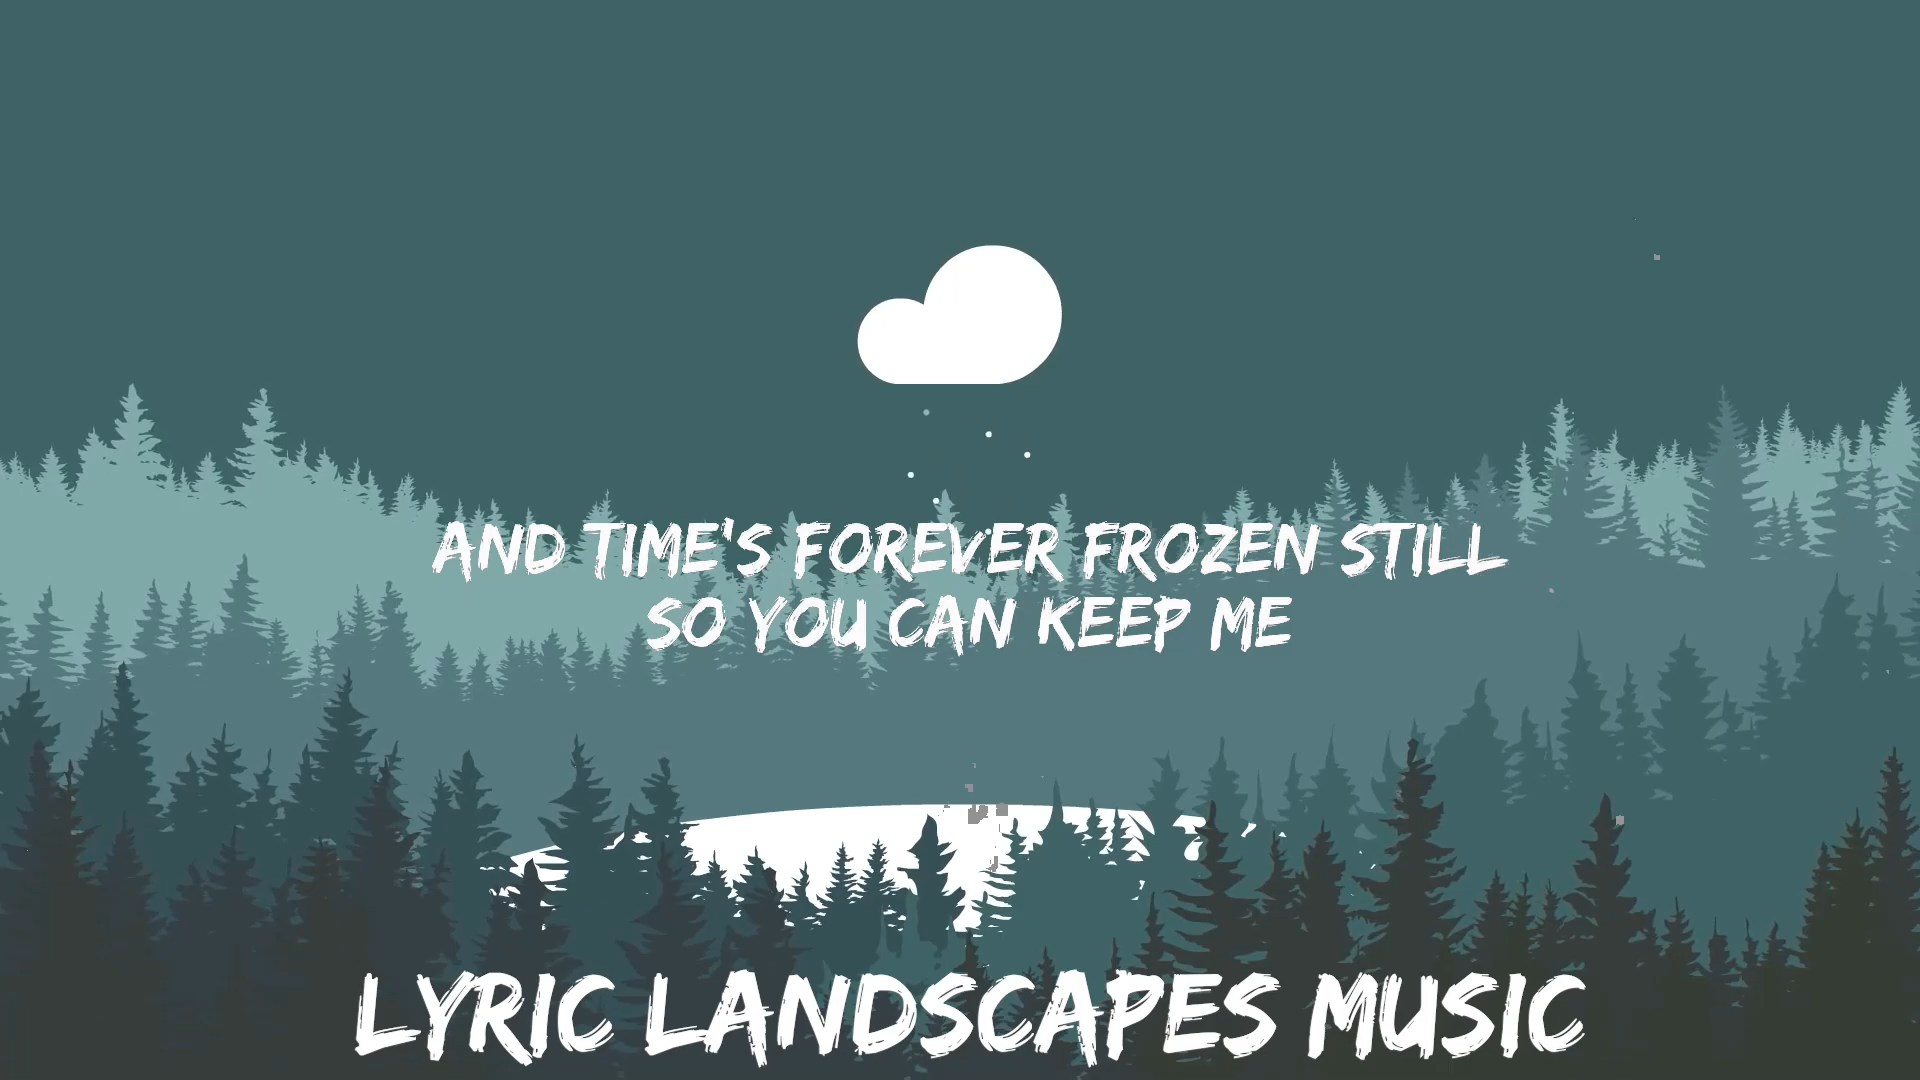 AND TIME'S FOREVER FROZEN STILL
SO YOU CAN KEEP ME
LYRIC LANDSCAPES MUSIC